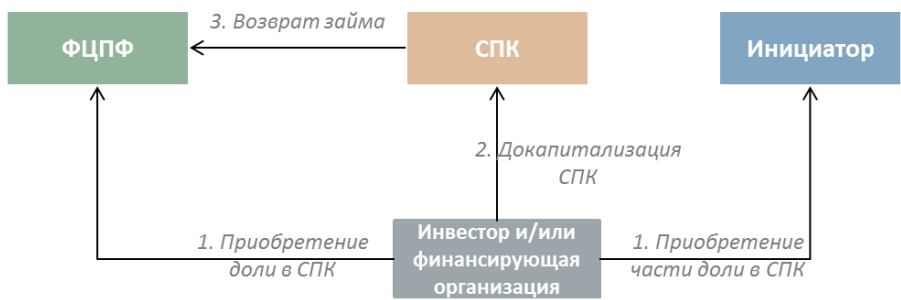 3. Возврат займа
ФЦПФ
СПК
Инициатор
2. Докапитализация
СПК
1. Приобретение
доли в СПК
Инвестор и/или
финансирующая
организация
1. Приобретение
части доли в СПК